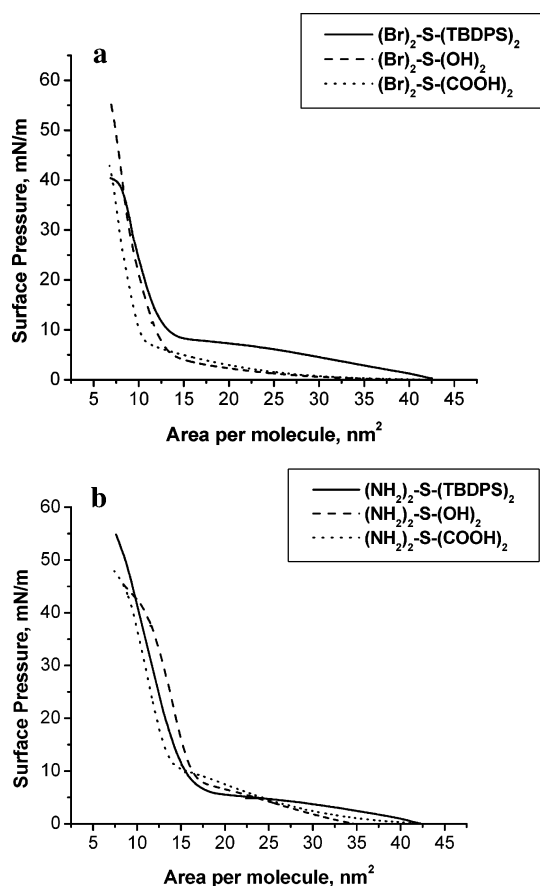 a
(Br)₂-S-(TBDPS)₂
(Br)₂-S-(OH)₂
(Br)₂-S-(COOH)₂
Surface Pressure, mN/m
60
50
40
30
20
10
0
5 10 15 20 25 30 35 40 45
Area per molecule, nm²
b
(NH₂)₂-S-(TBDPS)₂
(NH₂)₂-S-(OH)₂
(NH₂)₂-S-(COOH)₂
Surface Pressure, mN/m
60
50
40
30
20
10
0
5 10 15 20 25 30 35 40 45
Area per molecule, nm²